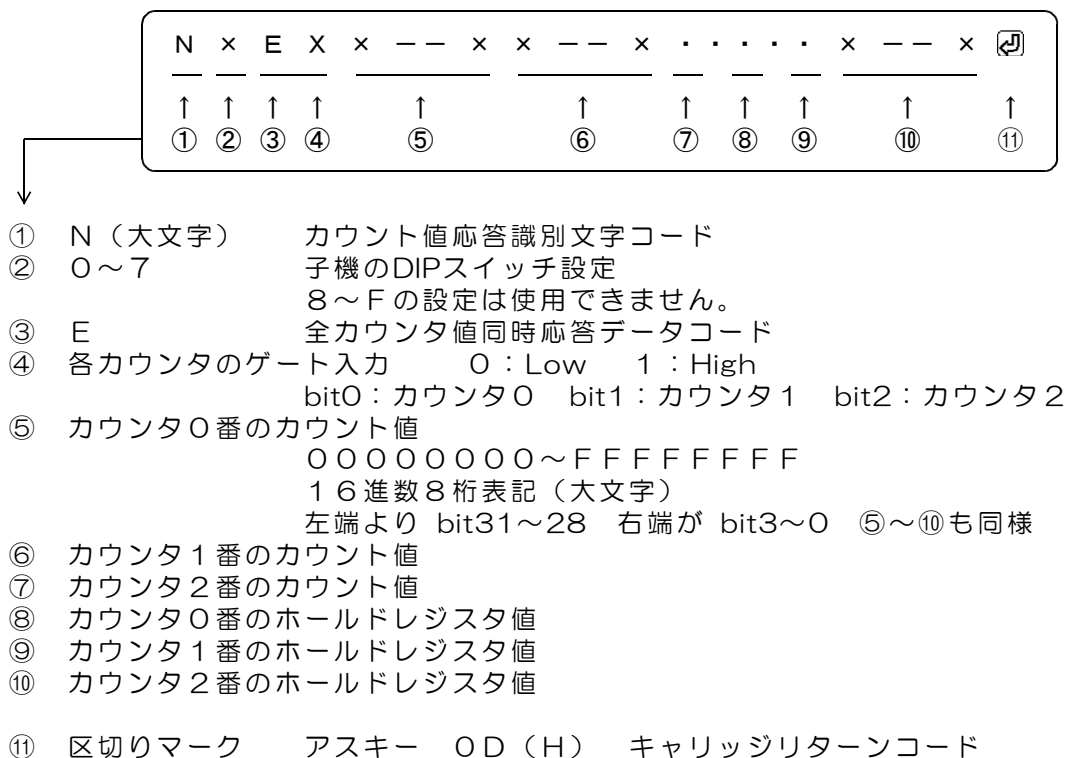 N × E X × ―― × × ―― × ・・・・・ × ―― × ↵
↑ ↑ ↑ ↑ ↑ ↑ ↑ ↑ ↑ ↑ ↑
① ② ③ ④ ⑤ ⑥ ⑦ ⑧ ⑨ ⑩ ⑪
① N（大文字） カウント値応答識別文字コード
② 0～7 子機のDIPスイッチ設定
8～Fの設定は使用できません。
③ E 全カウンタ値同時応答データコード
④ 各カウンタのゲート入力 0：Low 1：High
bit0：カウンタ0 bit1：カウンタ1 bit2：カウンタ2
⑤ カウンタ0番のカウント値
00000000～FFFFFFFF
16進数8桁表記（大文字）
左端より bit31～28 右端が bit3～0 ⑤～⑩も同様
⑥ カウンタ1番のカウント値
⑦ カウンタ2番のカウント値
⑧ カウンタ0番のホールドレジスタ値
⑨ カウンタ1番のホールドレジスタ値
⑩ カウンタ2番のホールドレジスタ値
⑪ 区切りマーク アスキー 0D（H） キャリッジリターンコード